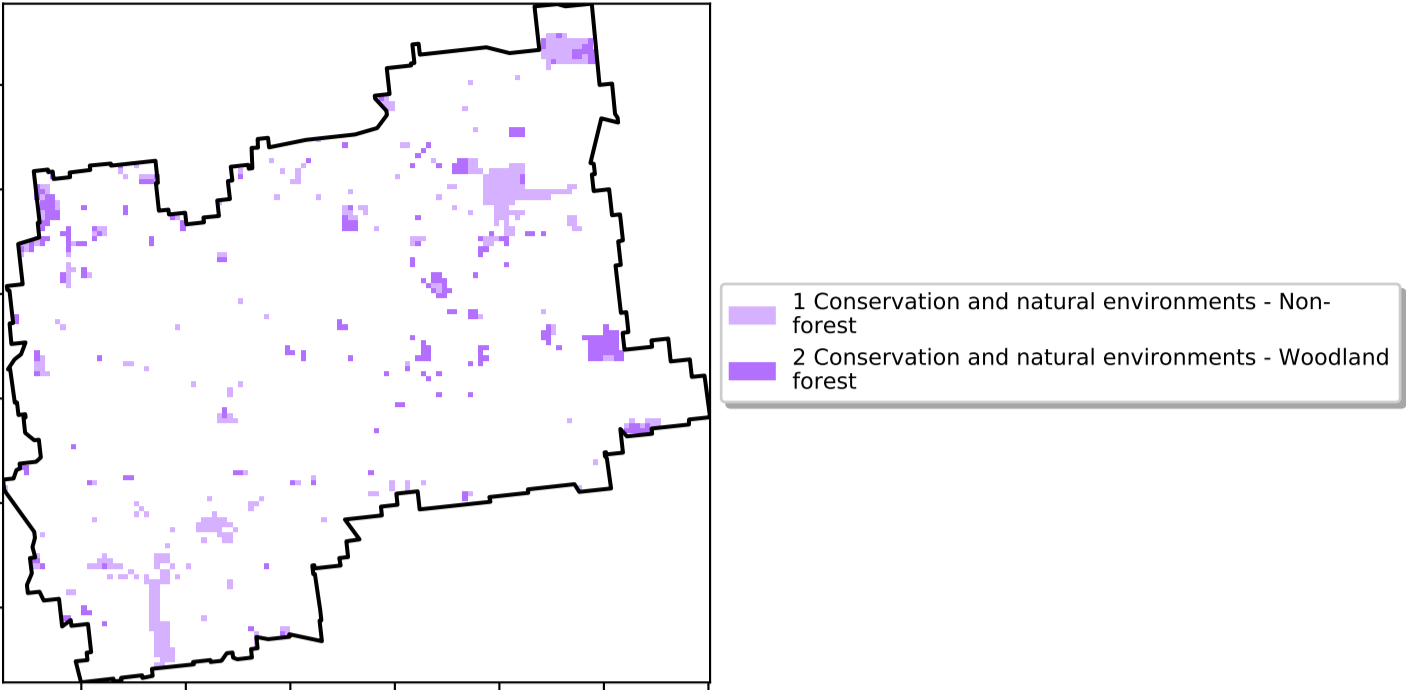 1 Conservation and natural environments - Non-
forest
2 Conservation and natural environments - Woodland
forest